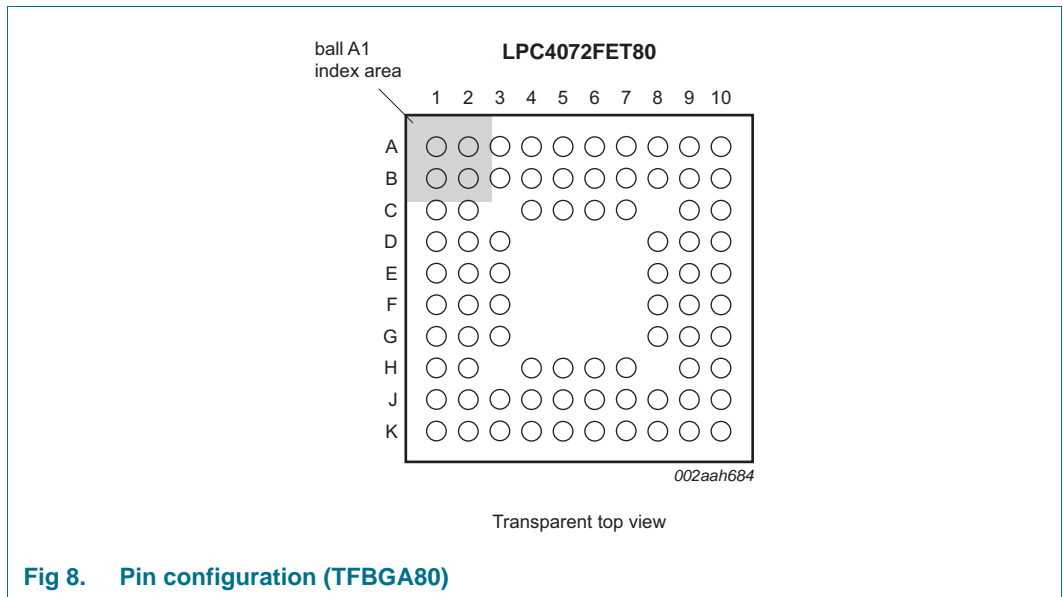 ball A1
index area
LPC4072FET80
1 2 3 4 5 6 7 8 9 10
A
B
C
D
E
F
G
H
J
K
002aah684
Transparent top view
Fig 8. Pin configuration (TFBGA80)